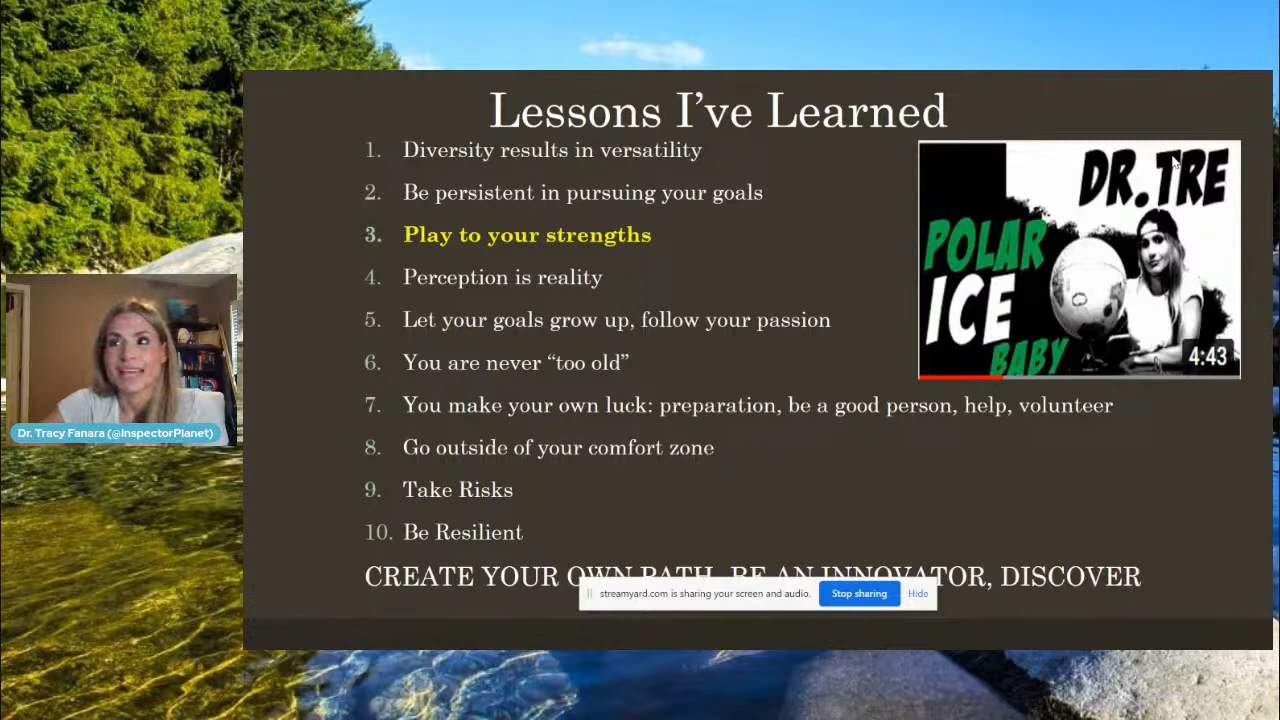 Lessons I’ve Learned
1. Diversity results in versatility
2. Be persistent in pursuing your goals
3. Play to your strengths
4. Perception is reality
5. Let your goals grow up, follow your passion
6. You are never “too old”
7. You make your own luck: preparation, be a good person, help, volunteer
8. Go outside of your comfort zone
9. Take Risks
10. Be Resilient
CREATE YOUR OWN PATH, BE AN INNOVATOR, DISCOVER
DR.TRE
POLAR
ICE
BABY
4:43
Dr. Tracy Fanara (@InspectorPlanet)
streamyard.com is sharing your screen and audio. Stop sharing Hide